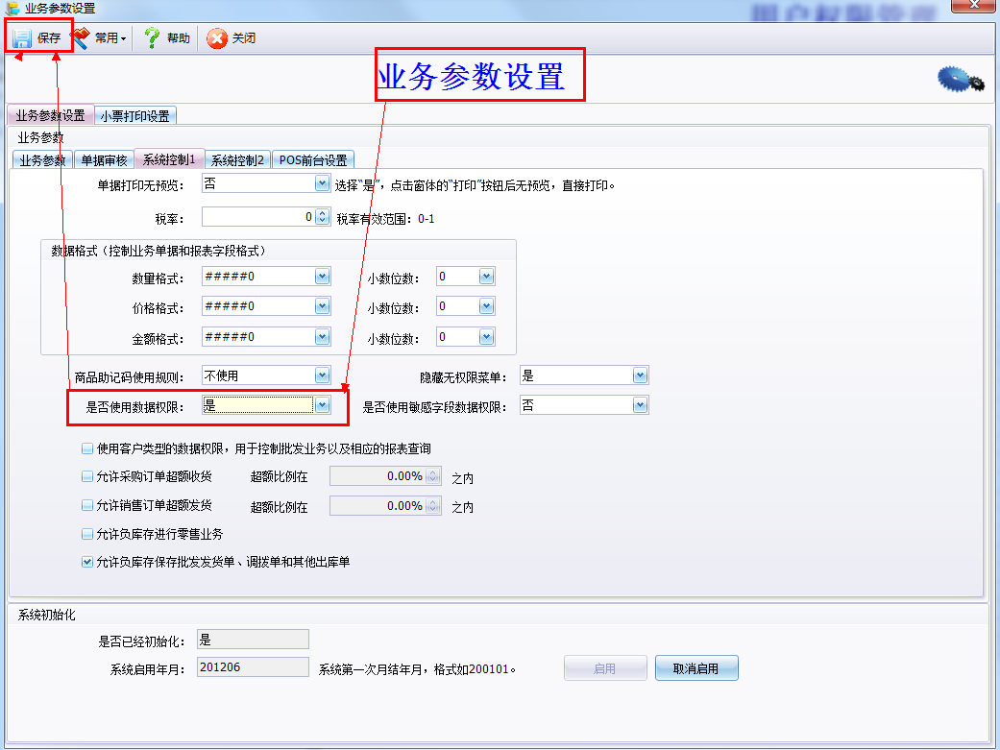 业务参数设置
用户权限管理
保存 常用 帮助 关闭
业务参数设置
业务参数设置 小票打印设置
业务参数
业务参数 单据审核 系统控制1 系统控制2 POS前台设置
单据打印无预览： 否 选择“是”，点击窗体的“打印”按钮后无预览，直接打印。
税率： 0 税率有效范围：0-1
数据格式（控制业务单据和报表字段格式）
数量格式： #####0 小数位数： 0
价格格式： #####0 小数位数： 0
金额格式： #####0 小数位数： 0
商品助记码使用规则： 不使用 隐藏无权限菜单： 是
是否使用数据权限： 是 是否使用敏感字段数据权限： 否
使用客户类型的数据权限，用于控制批发业务以及相应的报表查询
允许采购订单超额收货 超额比例在 0.00% 之内
允许销售订单超额发货 超额比例在 0.00% 之内
允许负库存进行零售业务
允许负库存保存批发发货单、调拨单和其他出库单
系统初始化
是否已经初始化： 是
系统启用年月： 201206 系统第一次月结年月，格式如200101。 启用 取消启用